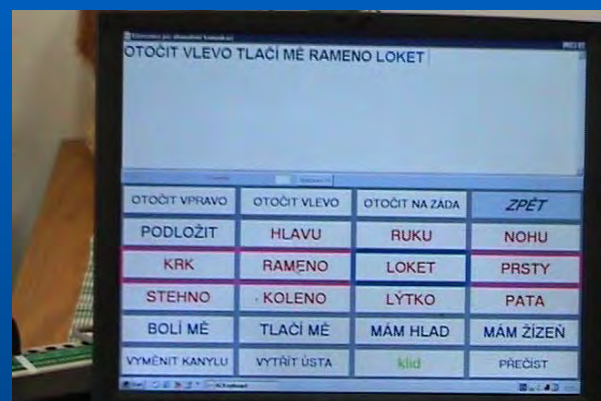 OTOČIT VLEVO TLAČÍ MĚ RAMENO LOKET
OTOČIT VPRAVO OTOČIT VLEVO OTOČIT NA ZÁDA ZPĚT
PODLOŽIT HLAVU RUKU NOHU
KRK RAMENO LOKET PRSTY
STEHNO KOLENO LÝTKO PATA
BOLÍ MĚ TLAČÍ MĚ MÁM HLAD MÁM ŽÍZEŇ
VYMĚNIT KANYLU VYTŘÍT ÚSTA klid PŘEČÍST